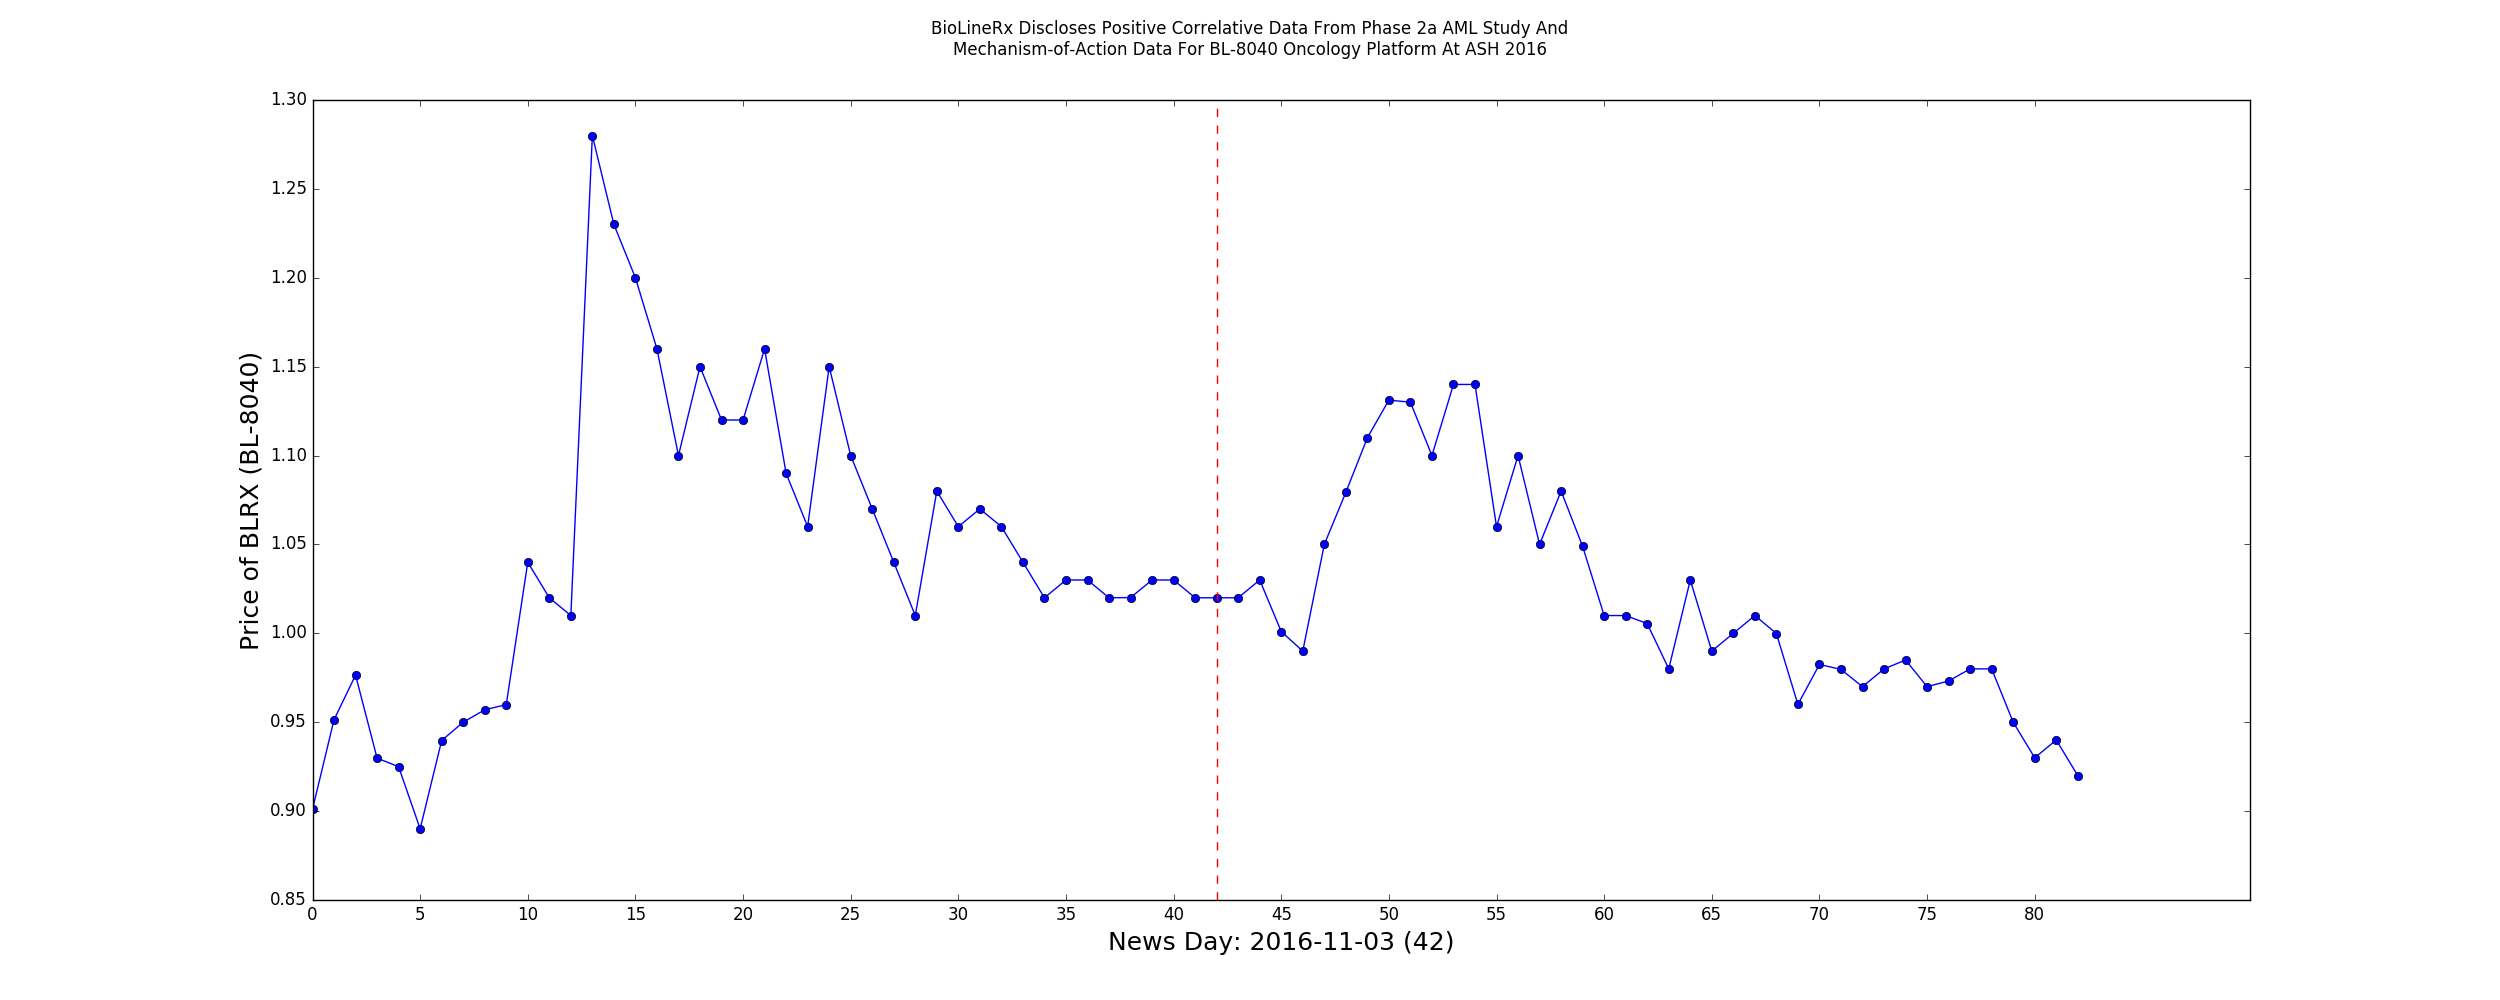 BioLineRx Discloses Positive Correlative Data From Phase 2a AML Study And
Mechanism-of-Action Data For BL-8040 Oncology Platform At ASH 2016
1.30
1.25
1.20
1.15
1.10
1.05
1.00
0.95
0.90
0.85
Price of BLRX (BL-8040)
0 5 10 15 20 25 30 35 40 45 50 55 60 65 70 75 80
News Day: 2016-11-03 (42)